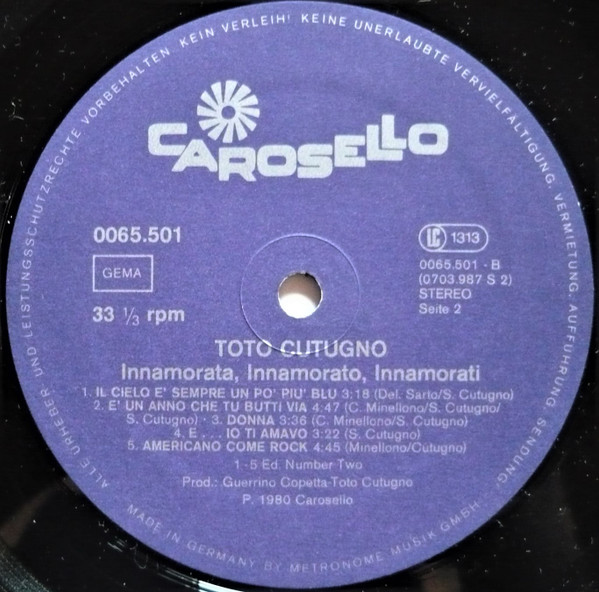 ALLE URHEBER UND LEISTUNGSSCHUTZRECHTE VORBEHALTEN KEIN VERLEIH! KEINE UNERLAUBTE VERVIELFÄLTIGUNG, VERMIETUNG, AUFFÜHRUNG, SENDUNG
CAROSELLO
0065.501
GEMA
33 1/3 rpm
LC 1313
0065.501 - B
(0703.987 S 2)
STEREO
Seite 2
TOTO CUTUGNO
Innamorata, Innamorato, Innamorati
1. IL CIELO E' SEMPRE UN PO' PIU' BLU 3:18 (Del. Sarto/S. Cutugno)
2. E' UN ANNO CHE TU BUTTI VIA 4:47 (C. Minellono/S. Cutugno/
S. Cutugno) · 3. DONNA 3:36 (C. Minellono/S. Cutugno)
4. E . . . IO TI AMAVO 3:22 (S. Cutugno)
5. AMERICANO COME ROCK 4:45 (Minellono/Cutugno)
1-5 Ed. Number Two
Prod.: Guerrino Copetta-Toto Cutugno
P. 1980 Carosello
MADE IN GERMANY BY METRONOME MUSIK GMBH